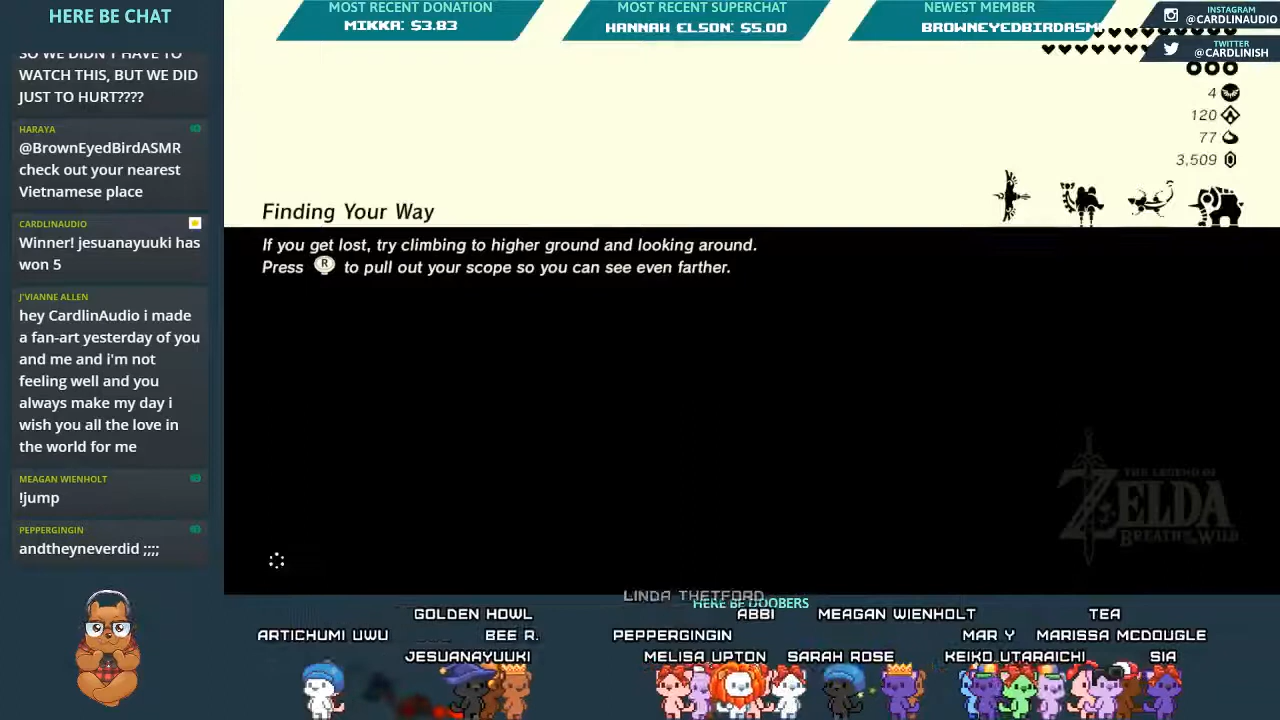 HERE BE CHAT
SO WE DIDN'T HAVE TO
WATCH THIS, BUT WE DID
JUST TO HURT????
HARAYA
@BrownEyedBirdASMR
check out your nearest
Vietnamese place
CARDLINAUDIO
Winner! jesuanayuuki has
won 5
J'VIANNE ALLEN
hey CardlinAudio i made
a fan-art yesterday of you
and me and i'm not
feeling well and you
always make my day i
wish you all the love in
the world for me
MEAGAN WIENHOLT
!jump
PEPPERGINGIN
andtheyneverdid ;;;;
MOST RECENT DONATION
MIKKA: $3.83
MOST RECENT SUPERCHAT
HANNAH ELSON: $5.00
NEWEST MEMBER
BROWNEYEDBIRDASM
INSTAGRAM
@CARDLINAUDIO
TWITTER
@CARDLINISH
4
120
77
3,509
Finding Your Way
If you get lost, try climbing to higher ground and looking around.
Press R to pull out your scope so you can see even farther.
THE LEGEND OF
ZELDA
BREATH OF THE WILD
LINDA THETFORD
HERE BE DOOBERS
GOLDEN HOWL
ABBI
MEAGAN WIENHOLT
TEA
ARTICHUMI UWU
BEE R.
PEPPERGINGIN
MAR Y
MARISSA MCDOUGLE
JESUANAYUUKI
MELISA UPTON
SARAH ROSE
KEIKO UTARAICHI
SIA